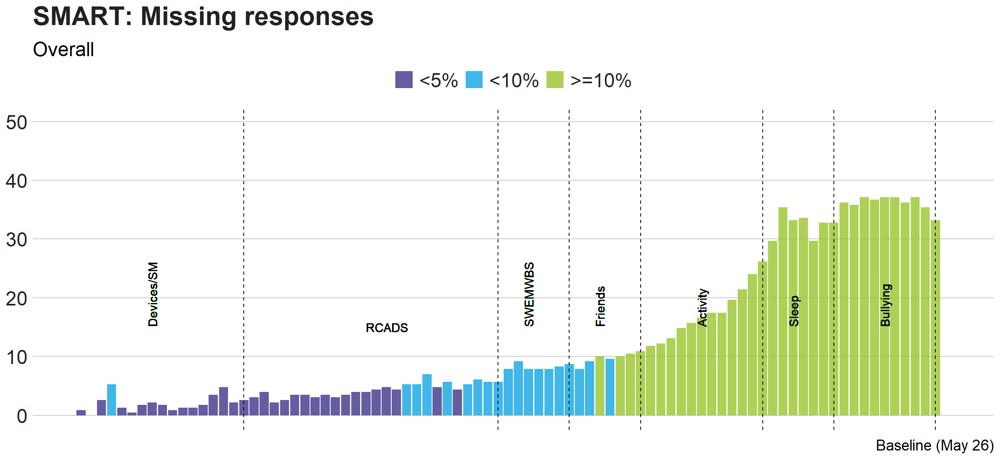 SMART: Missing responses
Overall
<5% <10% >=10%
50
40
30
20
10
0
Devices/SM
RCADS
SWEMWBS
Friends
Activity
Sleep
Bullying
Baseline (May 26)